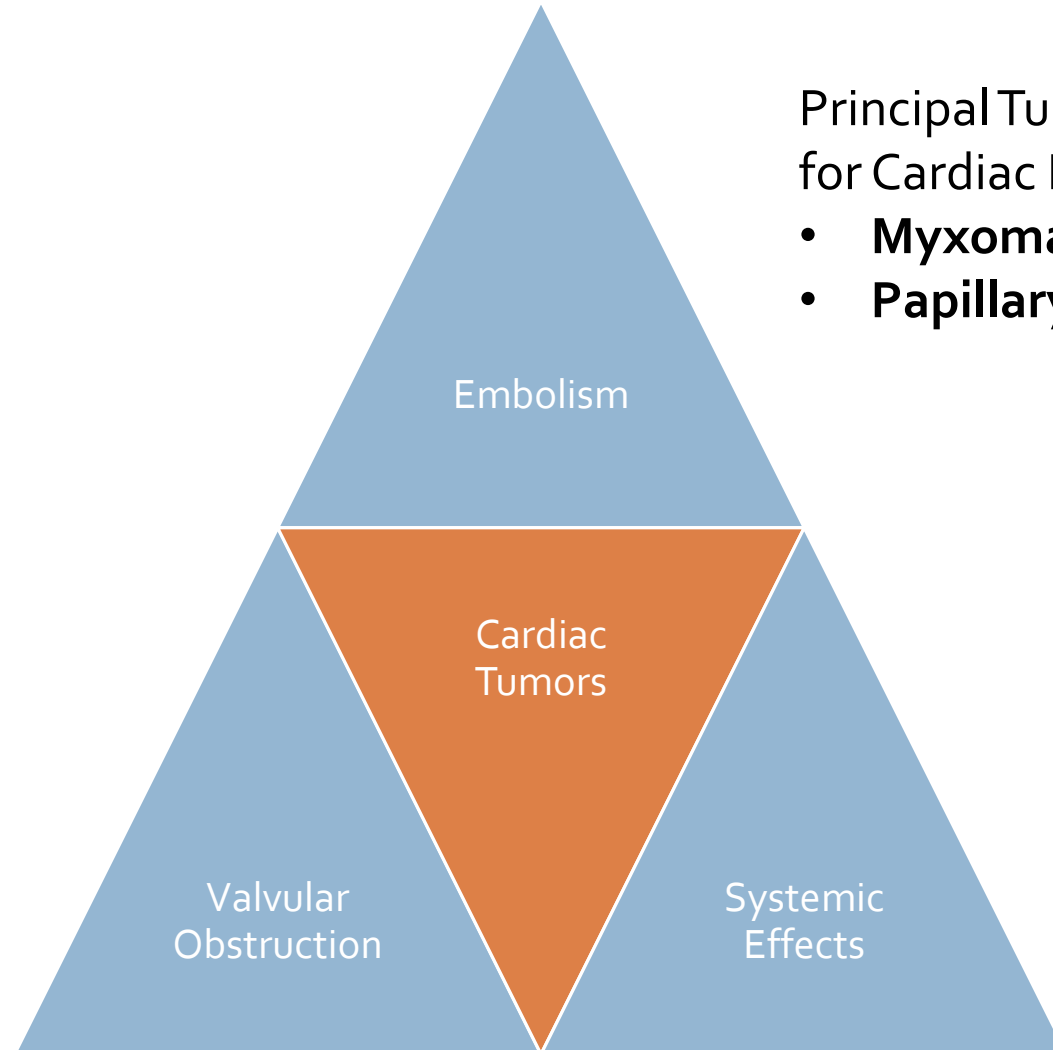 Principal Tu
for Cardiac
• Myxoma
• Papillary
Embolism
Cardiac
Tumors
Valvular
Obstruction
Systemic
Effects